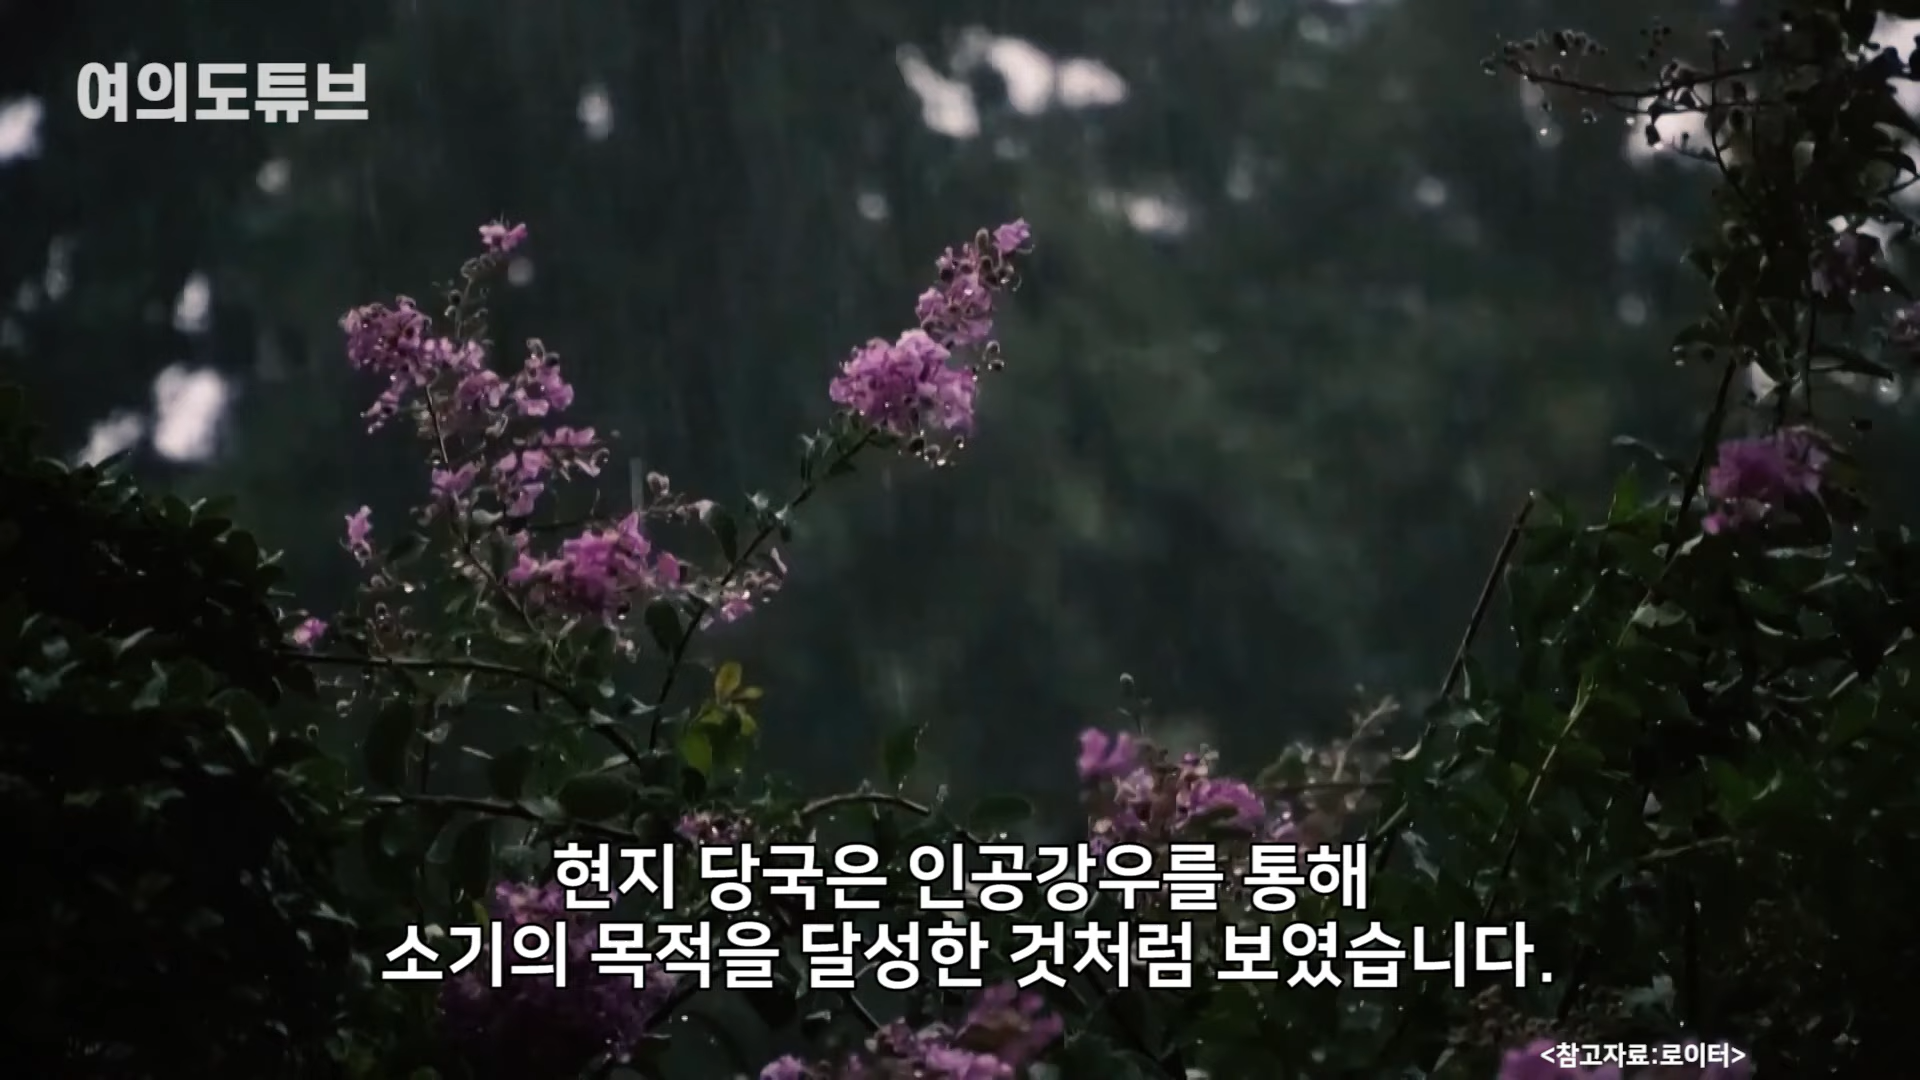 여의도튜브
현지 당국은 인공강우를 통해
소기의 목적을 달성한 것처럼 보였습니다.
<참고자료:로이터>